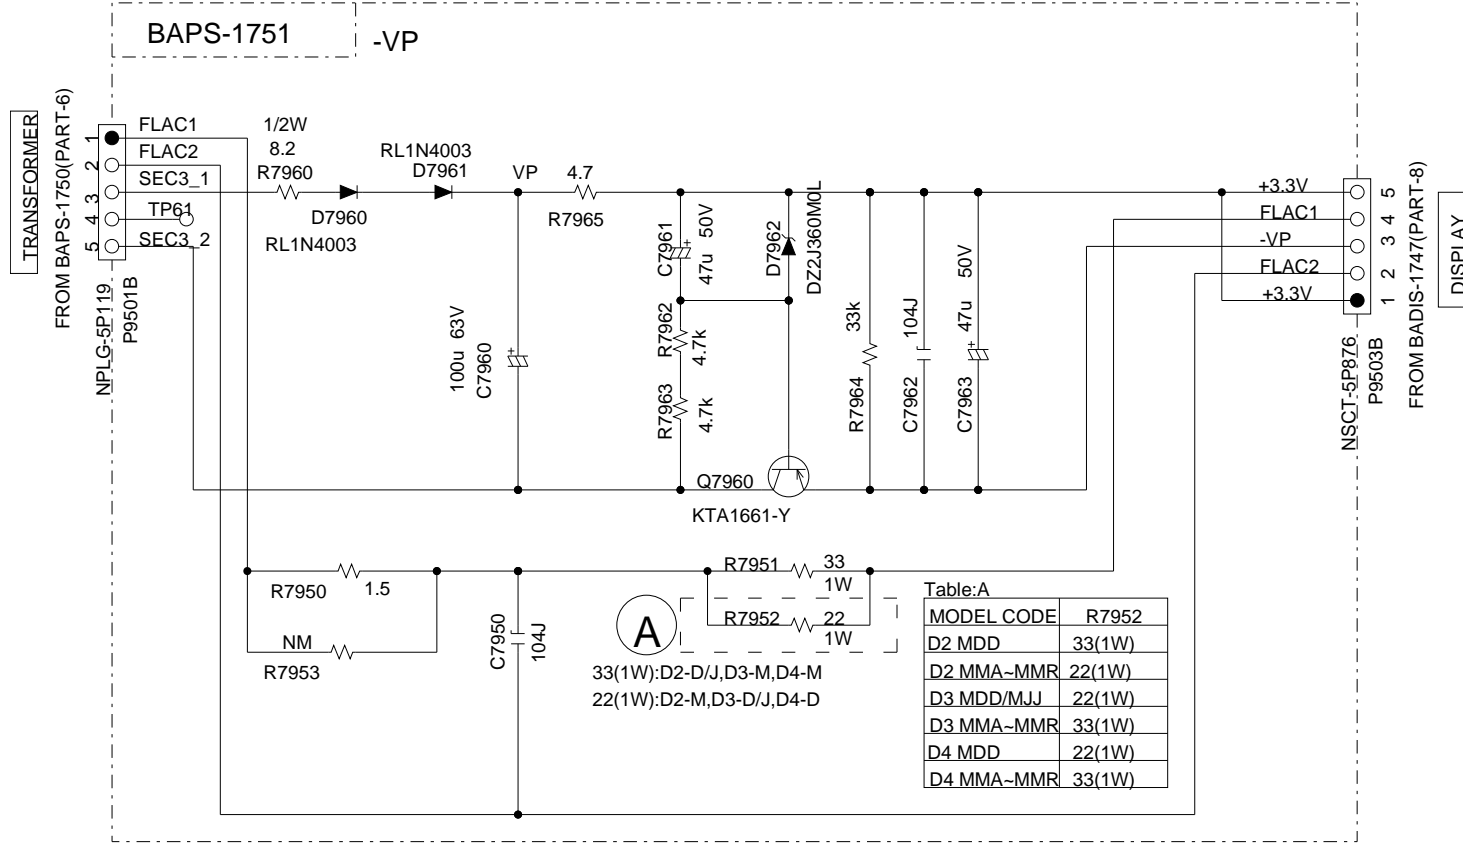 BAPS-1751
-VP
TRANSFORMER
FROM BAPS-1750(PART-6)
1
2
3
4
5
FLAC1
FLAC2
SEC3_1
TP61
SEC3_2
NPLG-5P119
P9501B
1/2W
8.2
R7960
D7960
RL1N4003
RL1N4003
D7961
VP
4.7
R7965
100u 63V
C7960
C7961
47u 50V
D7962
DZ2J360M0L
R7962
4.7k
R7963
4.7k
Q7960
KTA1661-Y
33k
R7964
104J
C7962
47u 50V
C7963
+3.3V
FLAC1
-VP
FLAC2
+3.3V
5
4
3
2
1
NSCT-5P876
P9503B
FROM BADIS-1747(PART-8)
DISPLAY
R7950
1.5
NM
R7953
C7950
104J
R7951
33
1W
R7952
22
1W
A
33(1W):D2-D/J,D3-M,D4-M
22(1W):D2-M,D3-D/J,D4-D
Table:A
MODEL CODE R7952
D2 MDD 33(1W)
D2 MMA~MMR 22(1W)
D3 MDD/MJJ 22(1W)
D3 MMA~MMR 33(1W)
D4 MDD 22(1W)
D4 MMA~MMR 33(1W)